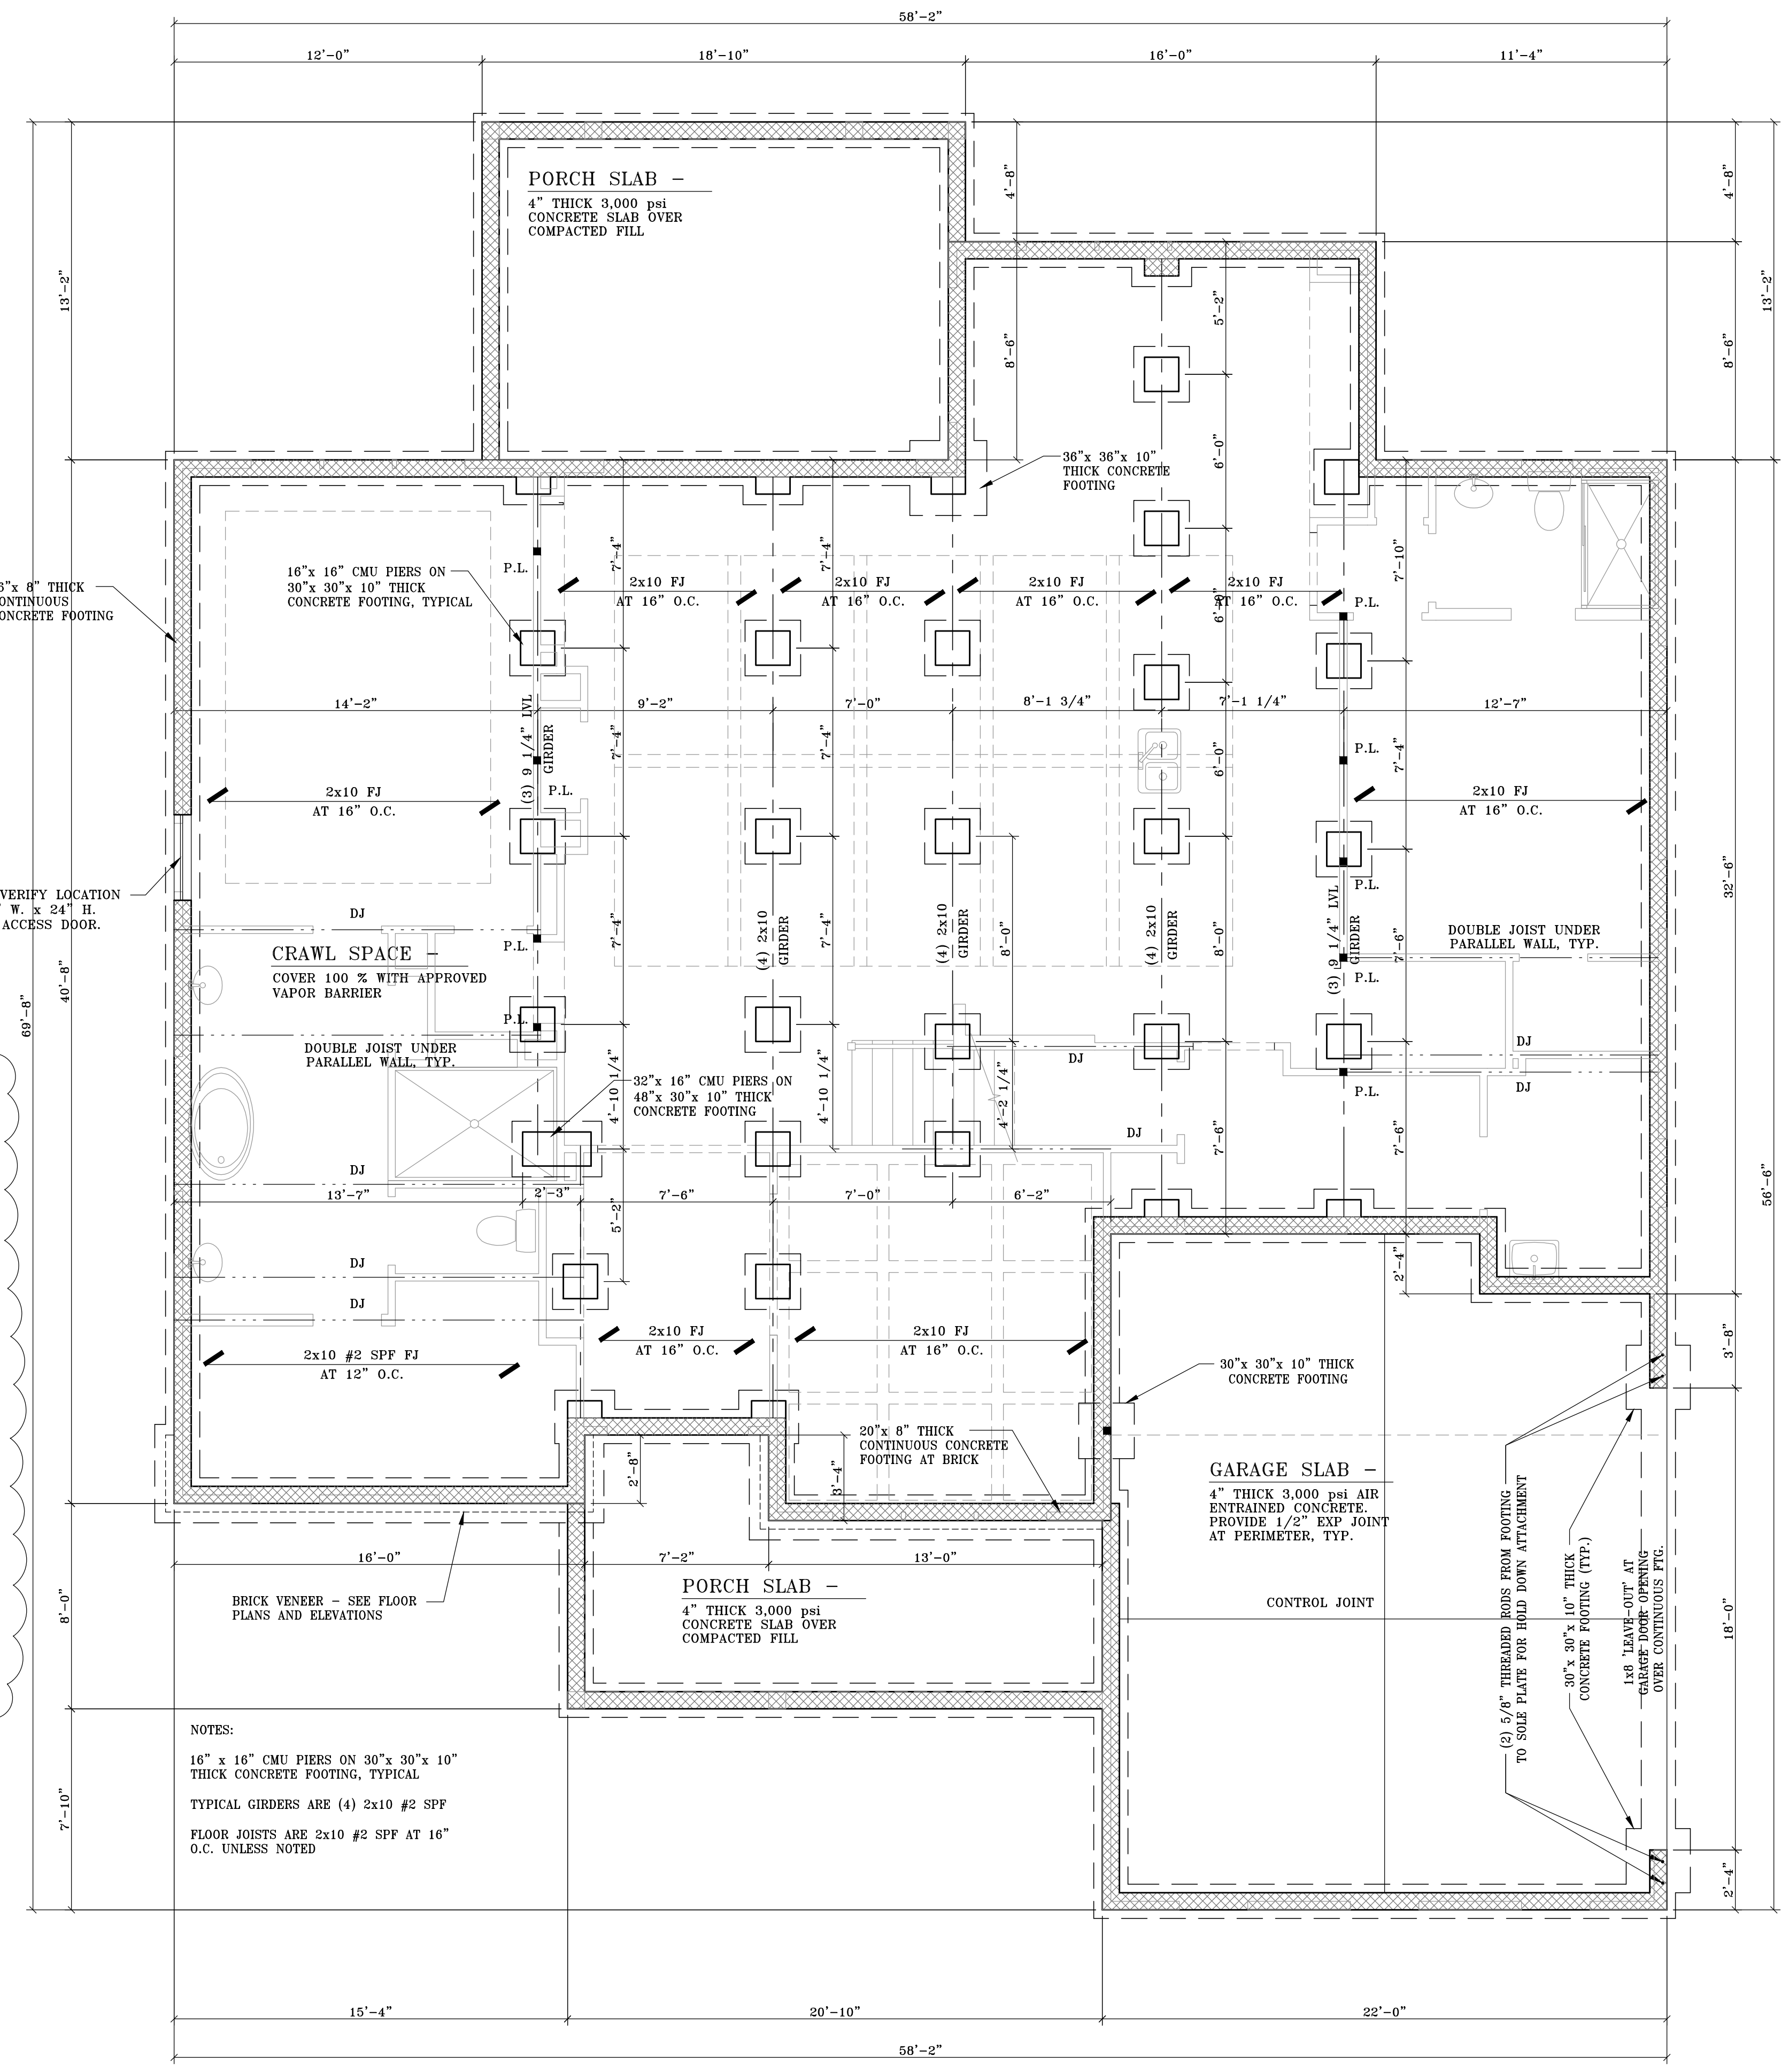 58'-2"
12'-0" 18'-10" 16'-0" 11'-4"
PORCH SLAB -
4" THICK 3,000 psi
CONCRETE SLAB OVER
COMPACTED FILL
4'-8"
4'-8"
13'-2"
8'-6"
5'-2"
8'-6"
13'-2"
36"x 36"x 10"
THICK CONCRETE
FOOTING
6'-0"
6"x 8" THICK
ONTINUOUS
ONCRETE FOOTING
16"x 16" CMU PIERS ON
30"x 30"x 10" THICK
CONCRETE FOOTING, TYPICAL
P.L.
7'-4"
7'-4"
7'-10"
2x10 FJ
AT 16" O.C.
2x10 FJ
AT 16" O.C.
2x10 FJ
AT 16" O.C.
2x10 FJ
AT 16" O.C.
6'-0"
P.L.
14'-2" 9'-2" 7'-0" 8'-1 3/4" 7'-1 1/4" 12'-7"
(3) 9 1/4" LVL
GIRDER
7'-4"
7'-4"
6'-0"
7'-4"
P.L.
P.L.
2x10 FJ
AT 16" O.C.
2x10 FJ
AT 16" O.C.
VERIFY LOCATION
" W. x 24" H.
ACCESS DOOR.
P.L.
32'-6"
DJ
CRAWL SPACE -
COVER 100 % WITH APPROVED
VAPOR BARRIER
P.L.
7'-4"
(4) 2x10
GIRDER
7'-4"
(4) 2x10
GIRDER
8'-0"
(4) 2x10
GIRDER
8'-0"
(3) 9 1/4" LVL
GIRDER
7'-6"
DOUBLE JOIST UNDER
PARALLEL WALL, TYP.
P.L.
69'-8"
40'-8"
P.L.
DOUBLE JOIST UNDER
PARALLEL WALL, TYP.
DJ
DJ
DJ
P.L.
32"x 16" CMU PIERS ON
48"x 30"x 10" THICK
CONCRETE FOOTING
4'-10 1/4"
4'-10 1/4"
4'-2 1/4"
DJ
7'-6"
7'-6"
56'-6"
DJ
13'-7" 2'-3" 7'-6" 7'-0" 6'-2"
5'-2"
DJ
DJ
2'-4"
2x10 #2 SPF FJ
AT 12" O.C.
2x10 FJ
AT 16" O.C.
2x10 FJ
AT 16" O.C.
30"x 30"x 10" THICK
CONCRETE FOOTING
3'-8"
20"x 8" THICK
CONTINUOUS CONCRETE
FOOTING AT BRICK
2'-8"
3'-4"
GARAGE SLAB -
4" THICK 3,000 psi AIR
ENTRAINED CONCRETE.
PROVIDE 1/2" EXP JOINT
AT PERIMETER, TYP.
16'-0" 7'-2" 13'-0"
PORCH SLAB -
4" THICK 3,000 psi
CONCRETE SLAB OVER
COMPACTED FILL
BRICK VENEER - SEE FLOOR
PLANS AND ELEVATIONS
8'-0"
CONTROL JOINT
(2) 5/8" THREADED RODS FROM FOOTING
TO SOLE PLATE FOR HOLD DOWN ATTACHMENT
30"x 30"x 10" THICK
CONCRETE FOOTING (TYP.)
1x8 'LEAVE-OUT' AT
GARAGE DOOR OPENING
OVER CONTINUOUS FTG.
18'-0"
NOTES:
16" x 16" CMU PIERS ON 30"x 30"x 10"
THICK CONCRETE FOOTING, TYPICAL
TYPICAL GIRDERS ARE (4) 2x10 #2 SPF
FLOOR JOISTS ARE 2x10 #2 SPF AT 16"
O.C. UNLESS NOTED
7'-10"
2'-4"
15'-4" 20'-10" 22'-0"
58'-2"